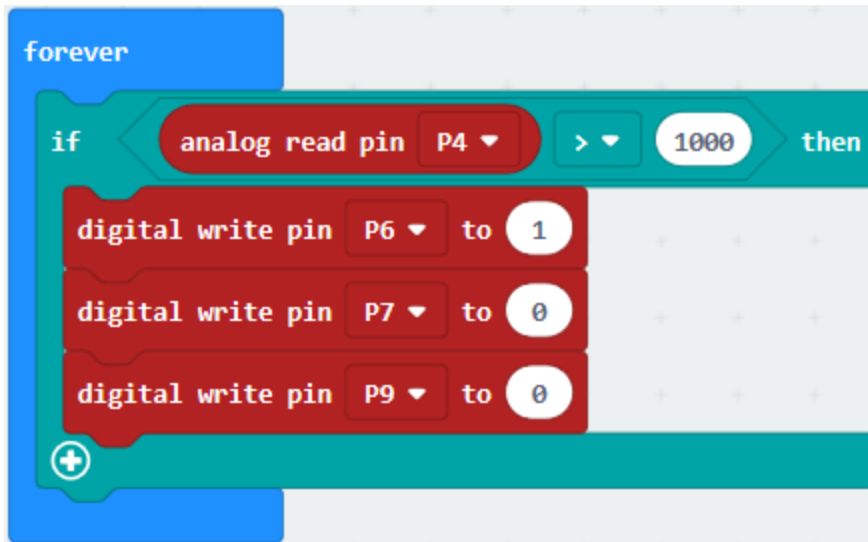 forever
if analog read pin P4 > 1000 then
digital write pin P6 to 1
digital write pin P7 to 0
digital write pin P9 to 0